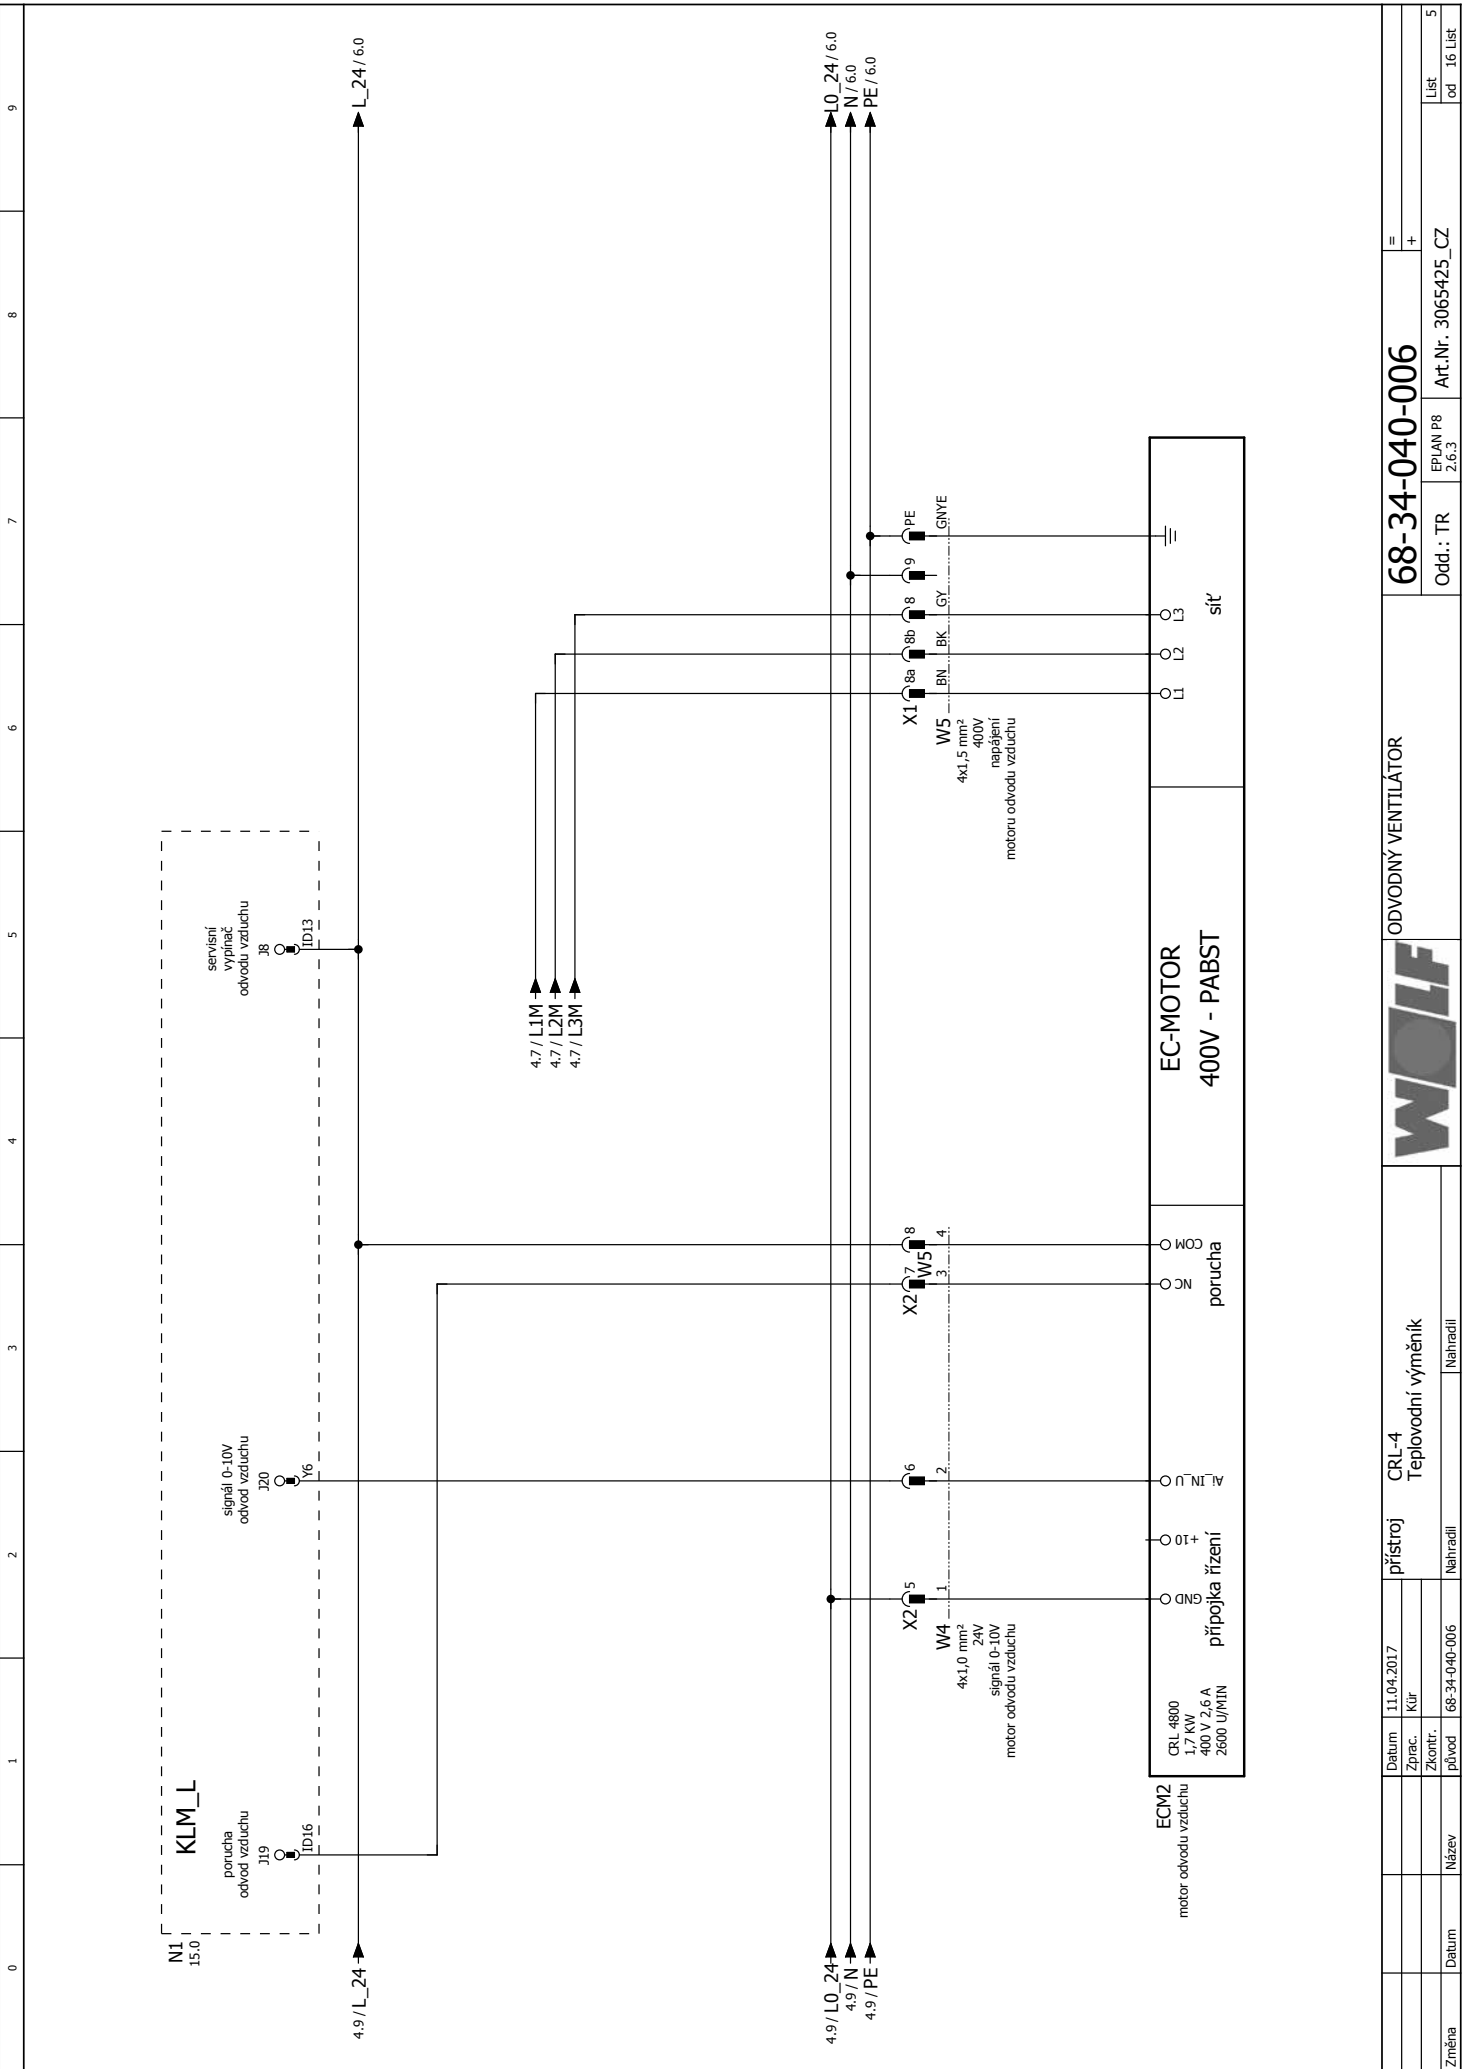 0 1 2 3 4 5 6 7 8 9
N1
15.0
KLM_L
porucha
odvod vzduchu
J19
ID16
signál 0-10V
odvod vzduchu
J20
Y6
servisní
vypínač
odvodu vzduchu
J8
ID13
4.9 / L_24
L_24 / 6.0
4.7 / L1M
4.7 / L2M
4.7 / L3M
4.9 / L0_24
4.9 / N
4.9 / PE
L0_24 / 6.0
N / 6.0
PE / 6.0
X2 5
6
X2 7
8
X1 8a
8b
8
9
PE
W4 1
2
W5
3
4
4x1,0 mm²
24V
signál 0-10V
motor odvodu vzduchu
W5
BN
BK
GY
GNYE
4x1,5 mm²
400V
napájení
motoru odvodu vzduchu
ECM2
motor odvodu vzduchu
CRL 4800
1,7 KW
400 V 2,6 A
2600 U/MIN
GND
+10
Ai_IN_U
NC
COM
L1
L2
L3
přípojka řízení
porucha
EC-MOTOR
400V - PABST
síť
Změna
Datum
Název
Datum 11.04.2017
Zprac. Kür
Zkontr.
původ 68-34-040-006
přístroj
CRL-4
Teplovodní výměník
Nahradil
Nahradil
WOLF
ODVODNÝ VENTILÁTOR
68-34-040-006
=
+
Odd.: TR
EPLAN P8
2.6.3
Art.Nr. 3065425_CZ
List 5
od 16 List